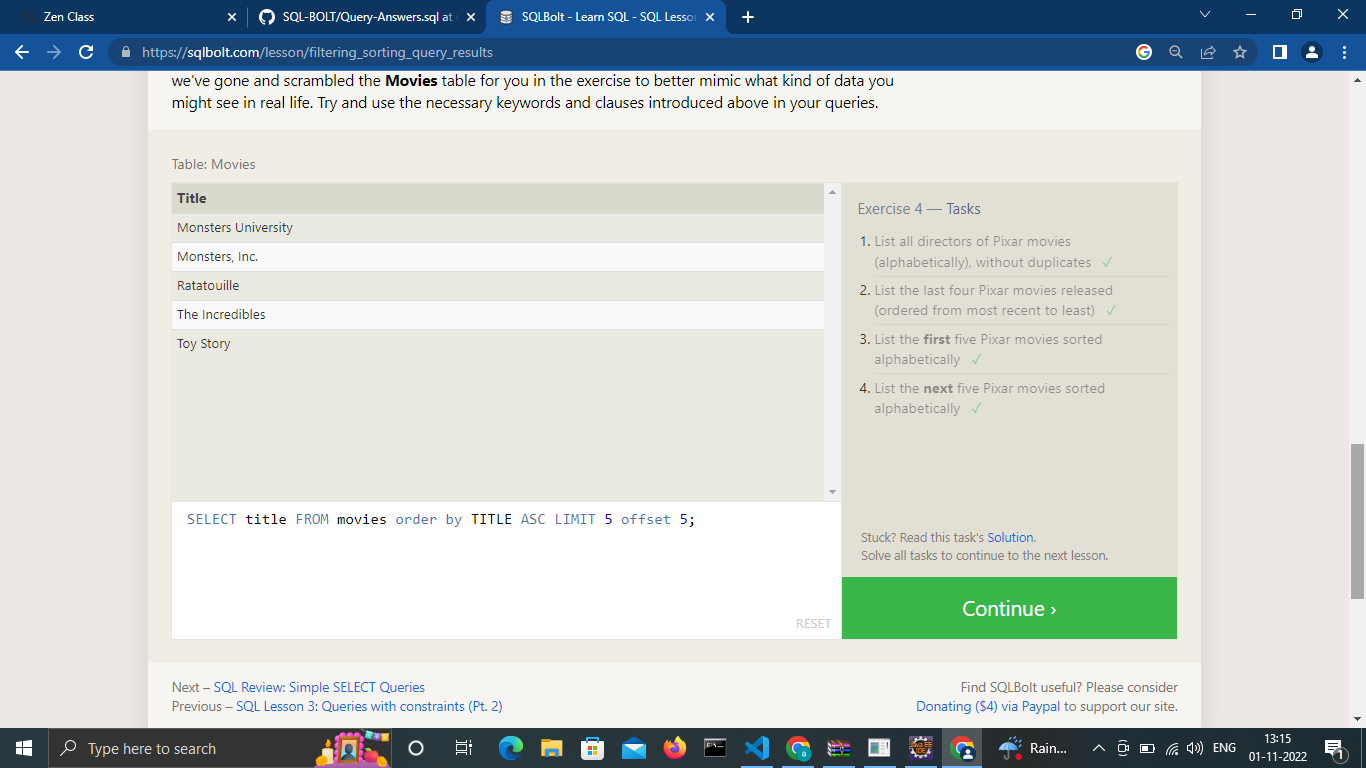 Zen Class
SQL-BOLT/Query-Answers.sql at
SQLBolt - Learn SQL - SQL Lesson
https://sqlbolt.com/lesson/filtering_sorting_query_results
we've gone and scrambled the Movies table for you in the exercise to better mimic what kind of data you
might see in real life. Try and use the necessary keywords and clauses introduced above in your queries.
Table: Movies
Title
Monsters University
Monsters, Inc.
Ratatouille
The Incredibles
Toy Story
SELECT title FROM movies order by TITLE ASC LIMIT 5 offset 5;
RESET
Exercise 4 — Tasks
1. List all directors of Pixar movies
(alphabetically), without duplicates ✓
2. List the last four Pixar movies released
(ordered from most recent to least) ✓
3. List the first five Pixar movies sorted
alphabetically ✓
4. List the next five Pixar movies sorted
alphabetically ✓
Stuck? Read this task's Solution.
Solve all tasks to continue to the next lesson.
Continue ›
Next – SQL Review: Simple SELECT Queries
Previous – SQL Lesson 3: Queries with constraints (Pt. 2)
Find SQLBolt useful? Please consider
Donating ($4) via Paypal to support our site.
Type here to search
Rain...
ENG
13:15
01-11-2022
1